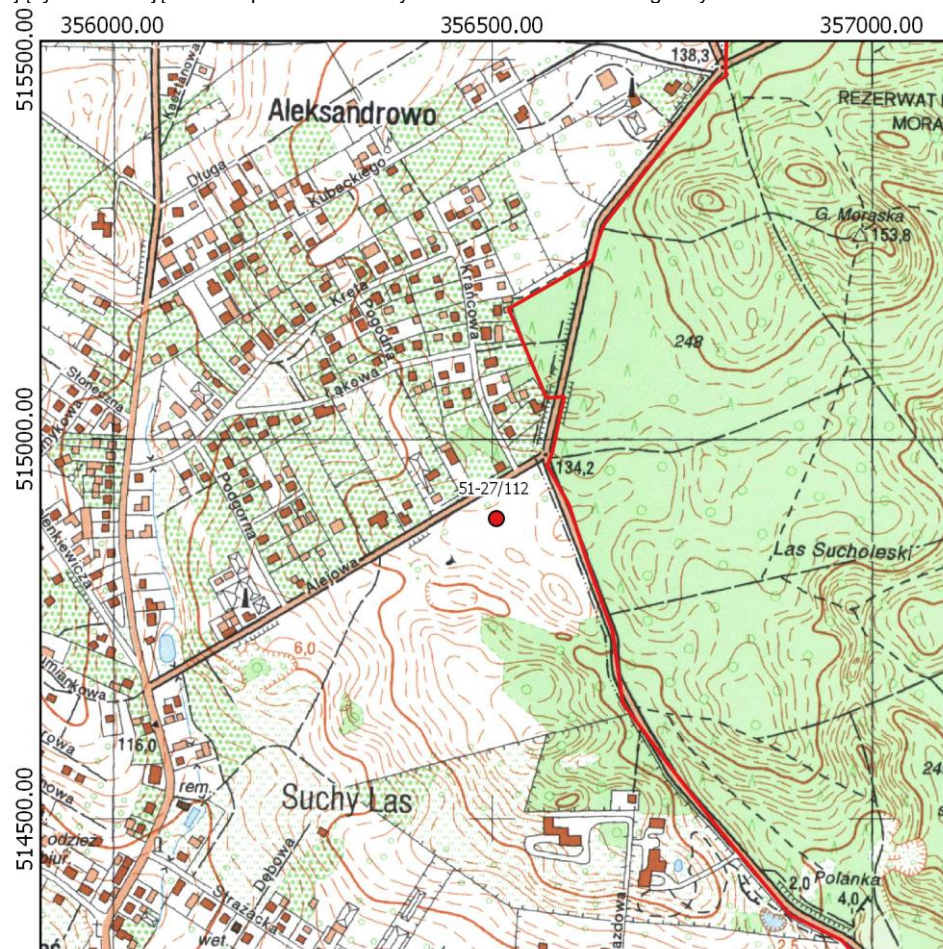 356000.00
356500.00
357000.00
515500.00
515000.00
514500.00
138,3
Kasztanowa
Aleksandrowo
REZERWAT
MORA
Długa
L. Kubackiego
G. Moraska
153,8
Kręta
Pogodna
Krańcowa
248
Łąkowa
Słoneczna
134,2
51-27/112
Podgórna
Las Sucholeski
Alejowa
6,0
116,0
rem.
Suchy Las
Dębowa
Strażacka
wet.
2,0
Polanka
4,0